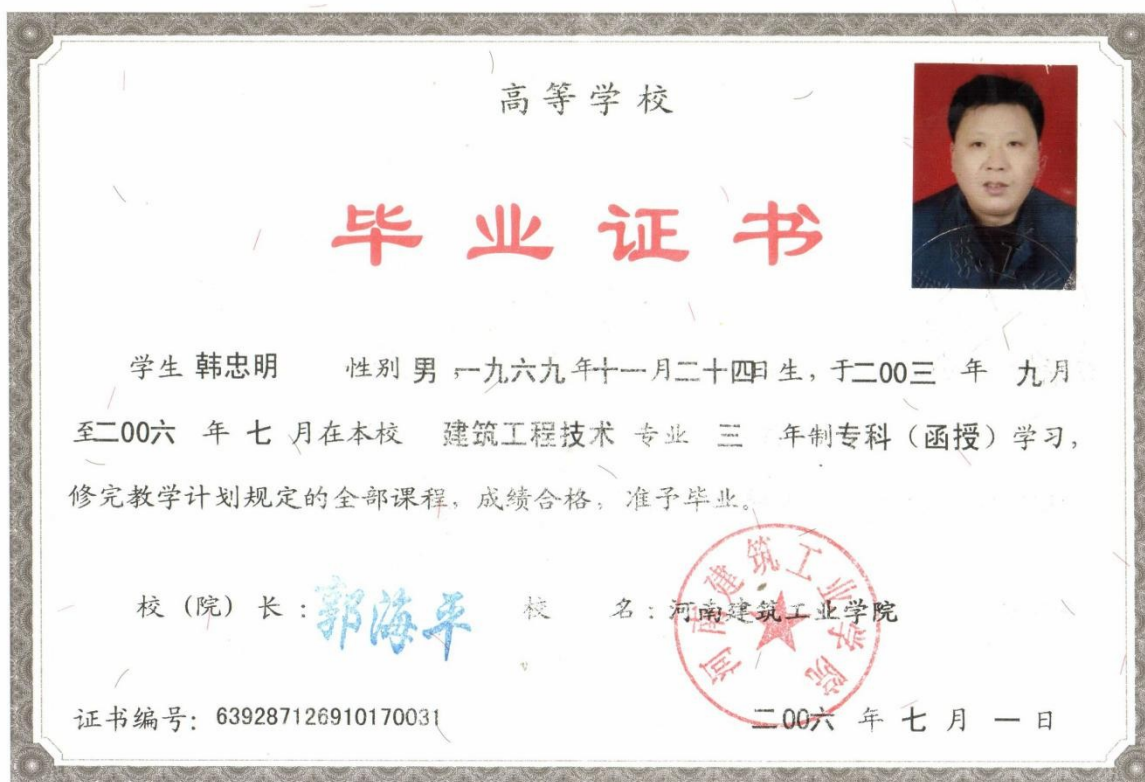 高等学校
毕业证书
学生 韩忠明 性别 男,一九六九年十一月二十四日生,于二00三 年 九月
至二00六 年 七 月在本校 建筑工程技术 专业 三 年制专科(函授)学习,
修完教学计划规定的全部课程,成绩合格,准予毕业。
校(院)长:郭海平 校 名:河南建筑工业学院
河南建筑工业学院
证书编号:639287126910170031
二00六 年 七 月 一 日